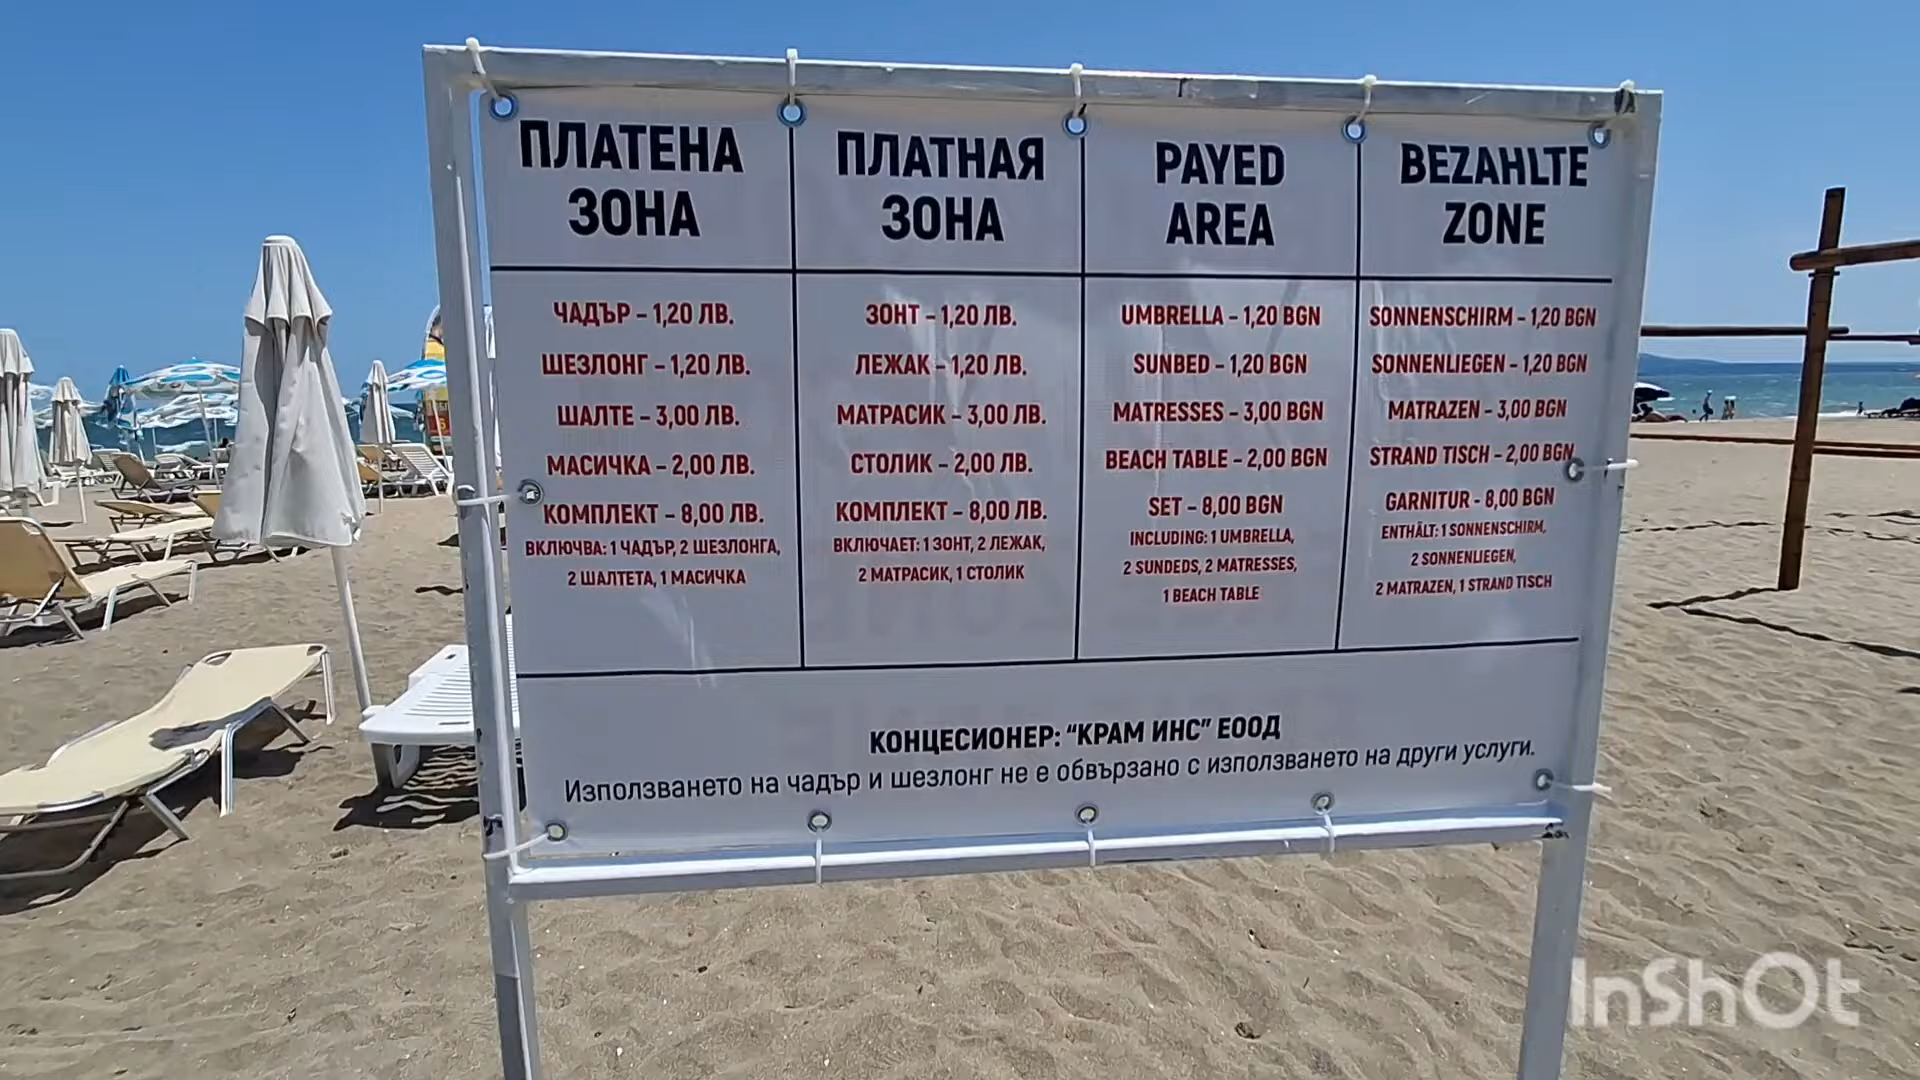 ПЛАТЕНА
ЗОНА
ЧАДЪР – 1,20 ЛВ.
ШЕЗЛОНГ – 1,20 ЛВ.
ШАЛТЕ – 3,00 ЛВ.
МАСИЧКА – 2,00 ЛВ.
КОМПЛЕКТ – 8,00 ЛВ.
ВКЛЮЧВА: 1 ЧАДЪР, 2 ШЕЗЛОНГА,
2 ШАЛТЕТА, 1 МАСИЧКА
ПЛАТНАЯ
ЗОНА
ЗОНТ – 1,20 ЛВ.
ЛЕЖАК – 1,20 ЛВ.
МАТРАСИК – 3,00 ЛВ.
СТОЛИК – 2,00 ЛВ.
КОМПЛЕКТ – 8,00 ЛВ.
ВКЛЮЧАЕТ: 1 ЗОНТ, 2 ЛЕЖАК,
2 МАТРАСИК, 1 СТОЛИК
PAYED
AREA
UMBRELLA – 1,20 BGN
SUNBED – 1,20 BGN
MATRESSES – 3,00 BGN
BEACH TABLE – 2,00 BGN
SET – 8,00 BGN
INCLUDING: 1 UMBRELLA,
2 SUNDEDS, 2 MATRESSES,
1 BEACH TABLE
BEZAHLTE
ZONE
SONNENSCHIRM – 1,20 BGN
SONNENLIEGEN – 1,20 BGN
MATRAZEN – 3,00 BGN
STRAND TISCH – 2,00 BGN
GARNITUR – 8,00 BGN
ENTHÄLT: 1 SONNENSCHIRM,
2 SONNENLIEGEN,
2 MATRAZEN, 1 STRAND TISCH
КОНЦЕСИОНЕР: “КРАМ ИНС” ЕООД
Използването на чадър и шезлонг не е обвързано с използването на други услуги.
InShOt